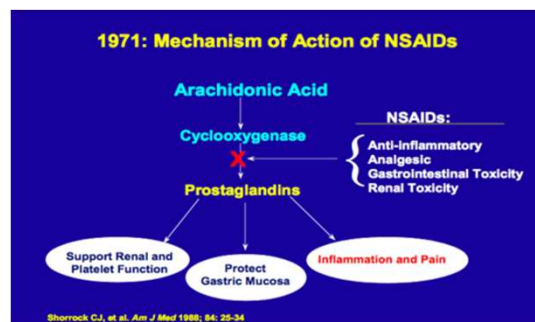 1971: Mechanism of Action of NSAIDs
Arachidonic Acid
NSAIDs:
Cyclooxygenase
X
Anti-inflammatory
Analgesic
Gastrointestinal Toxicity
Renal Toxicity
Prostaglandins
Support Renal and
Platelet Function
Protect
Gastric Mucosa
Inflammation and Pain
Shorrock CJ, et al. Am J Med 1988; 84: 25-34